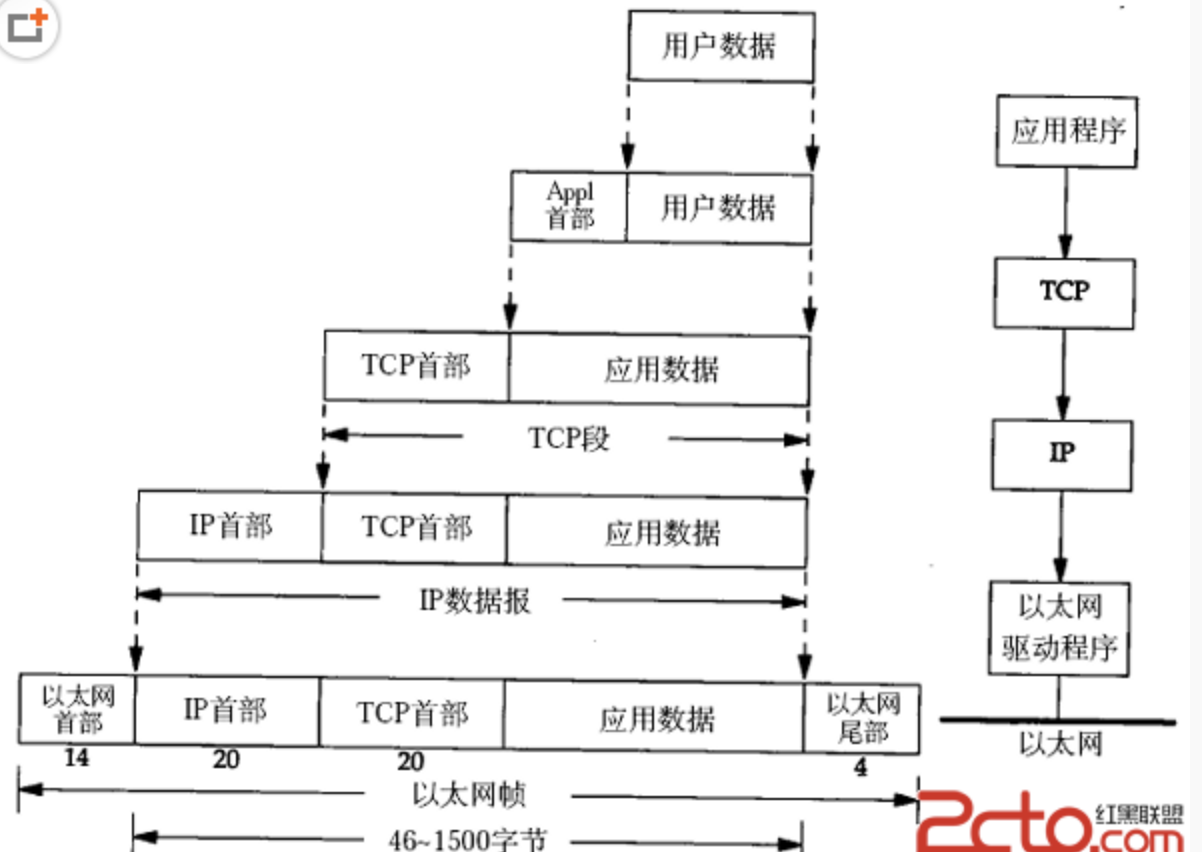 用户数据
应用程序
Appl
首部
用户数据
TCP
TCP首部
应用数据
TCP段
IP
IP首部
TCP首部
应用数据
IP数据报
以太网
驱动程序
以太网
首部
IP首部
TCP首部
应用数据
以太网
尾部
以太网
14
20
20
4
以太网帧
46~1500字节
2cto.com
红黑联盟